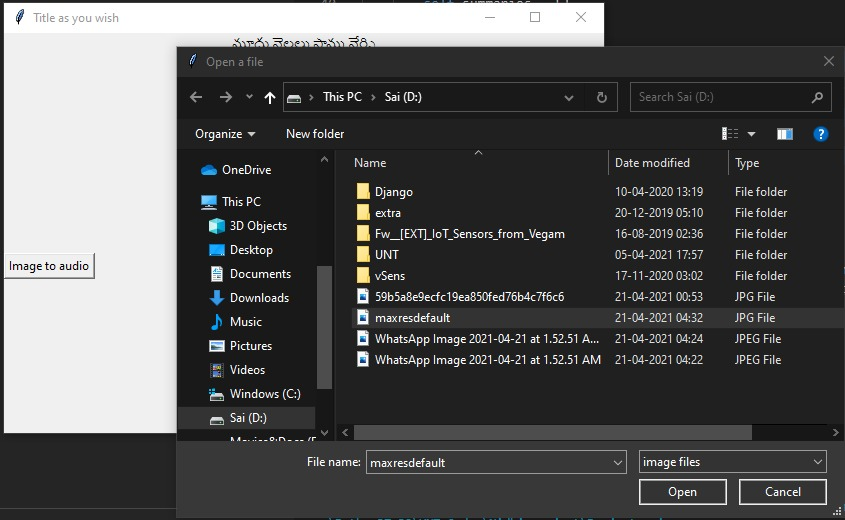 Title as you wish
Open a file
This PC
Sai (D:)
Search Sai (D:)
Organize
New folder
Name
Date modified
Type
OneDrive
This PC
3D Objects
Desktop
Documents
Downloads
Music
Pictures
Videos
Windows (C:)
Sai (D:)
Django 10-04-2020 13:19 File folder
extra 20-12-2019 05:10 File folder
Fw__[EXT]_IoT_Sensors_from_Vegam 16-08-2019 02:36 File folder
UNT 05-04-2021 17:57 File folder
vSens 17-11-2020 03:02 File folder
59b5a8e9ecfc19ea850fed76b4c7f6c6 21-04-2021 00:53 JPG File
maxresdefault 21-04-2021 04:32 JPG File
WhatsApp Image 2021-04-21 at 1.52.51 A... 21-04-2021 04:24 JPEG File
WhatsApp Image 2021-04-21 at 1.52.51 AM 21-04-2021 04:22 JPEG File
Image to audio
File name: maxresdefault
image files
Open
Cancel